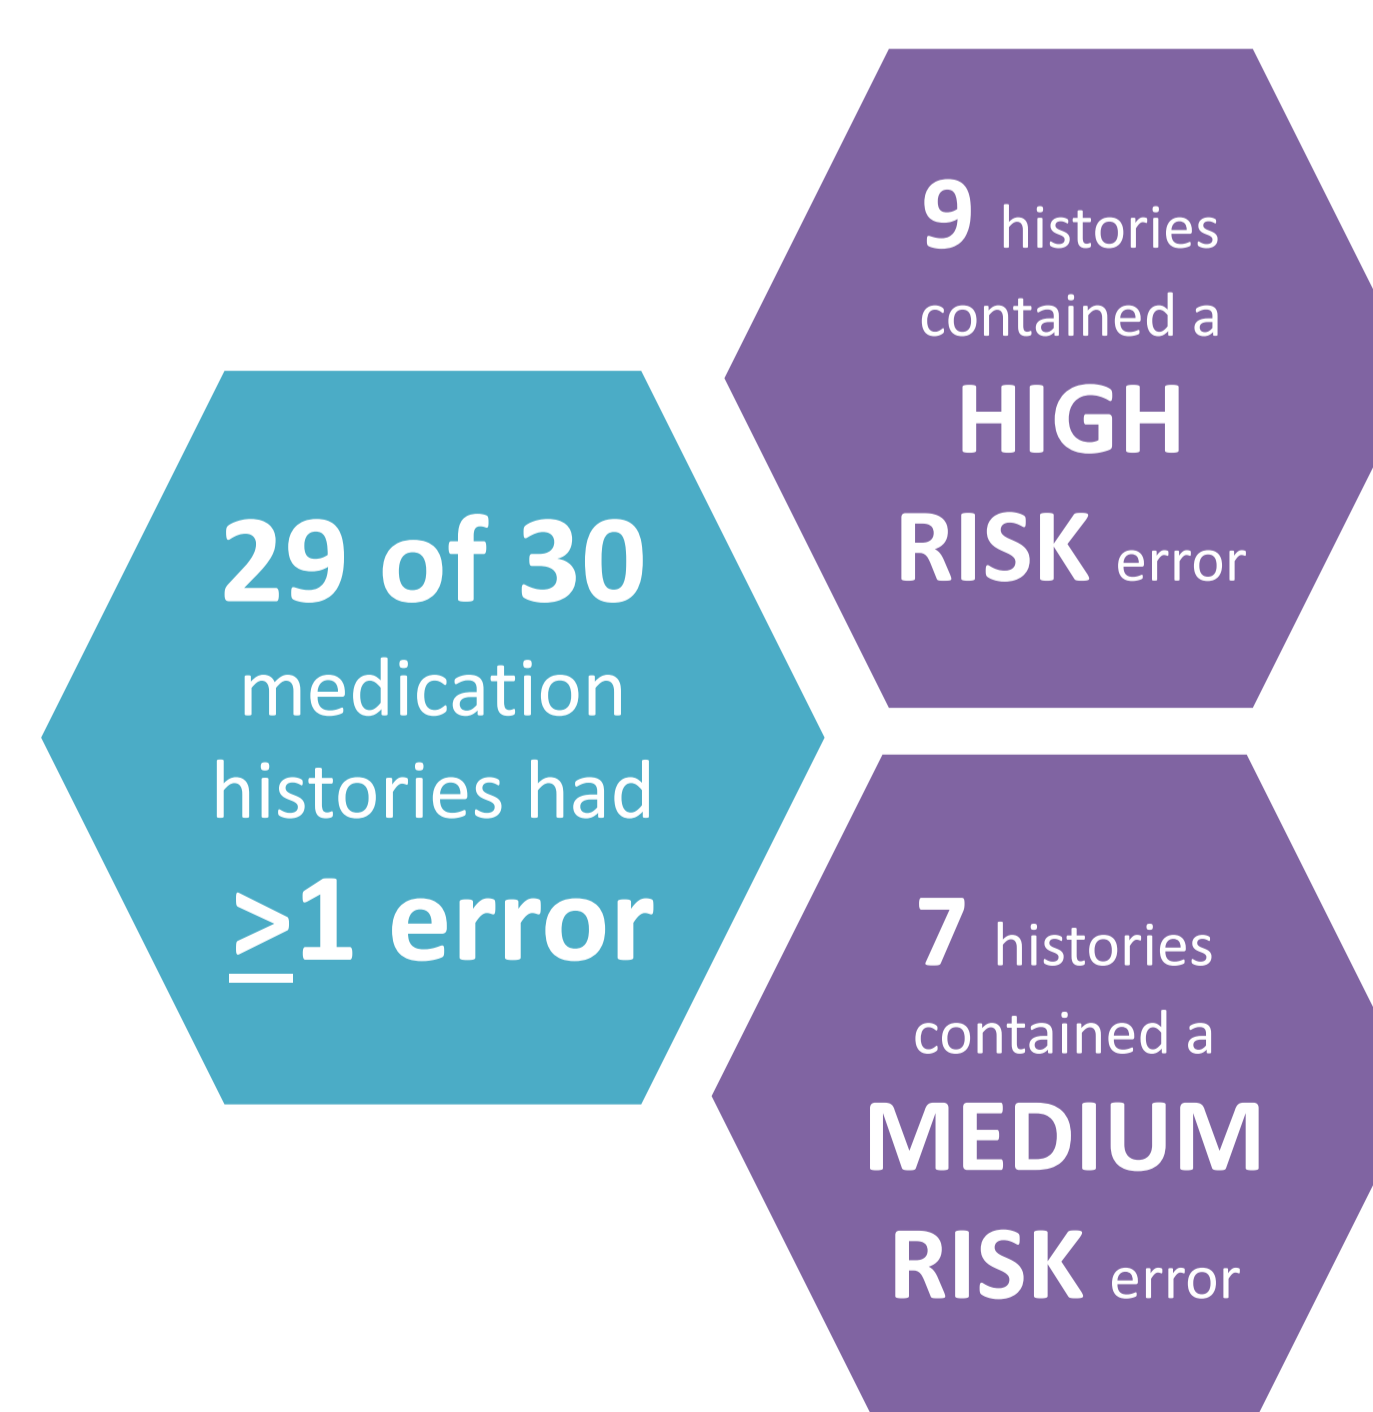 29 of 30
medication
histories had
≥1 error
9 histories
contained a
HIGH
RISK error
7 histories
contained a
MEDIUM
RISK error